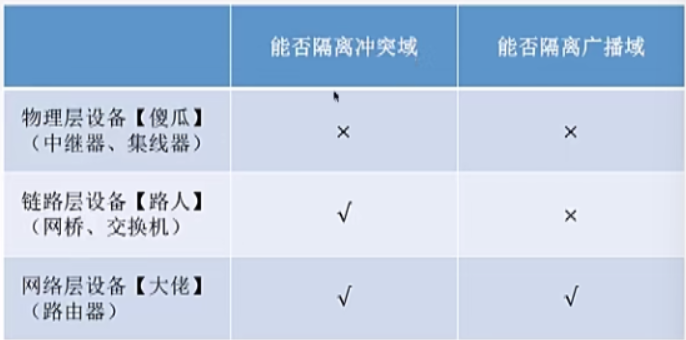 能否隔离冲突域
能否隔离广播域
物理层设备【傻瓜】
（中继器、集线器）
×
×
链路层设备【路人】
（网桥、交换机）
√
×
网络层设备【大佬】
（路由器）
√
√